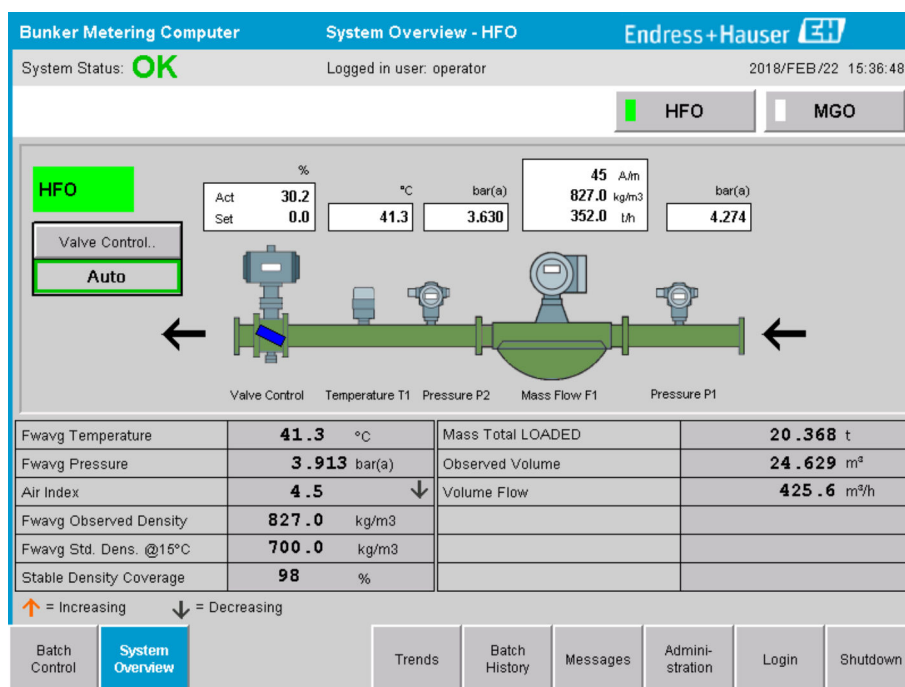 Bunker Metering Computer System Overview - HFO Endress+Hauser EH
System Status: OK Logged in user: operator 2018/FEB/22 15:36:48
HFO MGO
HFO
Valve Control..
Auto
%
Act 30.2
Set 0.0
°C
41.3
bar(a)
3.630
45 A/m
827.0 kg/m3
352.0 t/h
bar(a)
4.274
Valve Control Temperature T1 Pressure P2 Mass Flow F1 Pressure P1
Fwavg Temperature 41.3 °C Mass Total LOADED 20.368 t
Fwavg Pressure 3.913 bar(a) Observed Volume 24.629 m³
Air Index 4.5 ↓ Volume Flow 425.6 m³/h
Fwavg Observed Density 827.0 kg/m3
Fwavg Std. Dens. @15°C 700.0 kg/m3
Stable Density Coverage 98 %
↑ = Increasing ↓ = Decreasing
Batch Control
System Overview
Trends
Batch History
Messages
Admini-
stration
Login
Shutdown